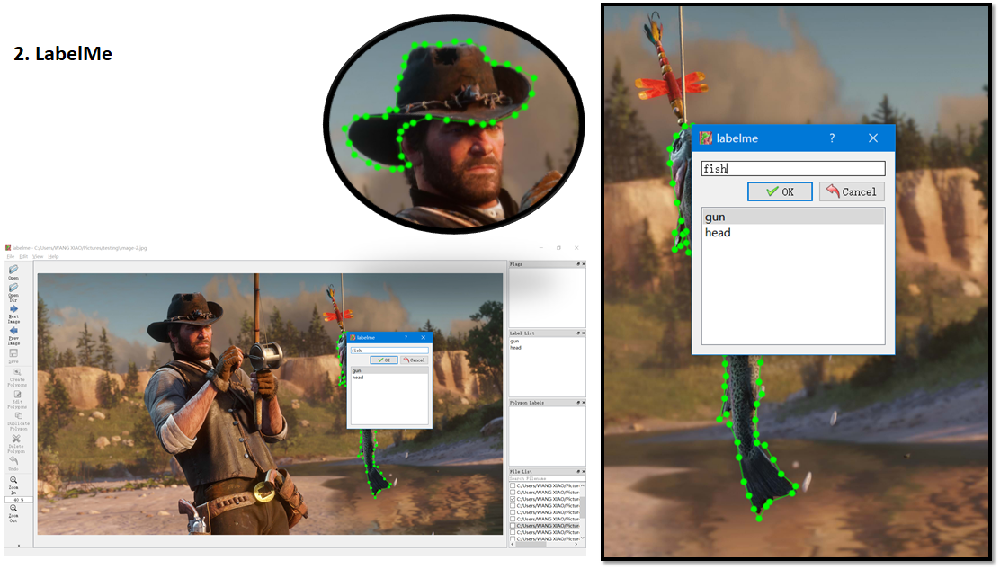 2. LabelMe
labelme
?
fish
OK
Cancel
gun
head
labelme - C:/Users/WANG XIAO/Pictures/testing\image-2.jpg
File Edit View Help
Open
Open
Dir
Next
Image
Prev
Image
Save
Create
Polygons
Edit
Polygons
Duplicate
Polygon
Delete
Polygon
Undo
Zoom
In
Zoom
Out
labelme
?
fish
OK
Cancel
gun
head
Flags
Label List
gun
head
Polygon Labels
File List
Search Filename
C:/Users/WANG XIAO/Pictur
C:/Users/WANG XIAO/Pictur
C:/Users/WANG XIAO/Pictur
C:/Users/WANG XIAO/Pictur
C:/Users/WANG XIAO/Pictur
C:/Users/WANG XIAO/Pictur
C:/Users/WANG XIAO/Pictur
C:/Users/WANG XIAO/Pictur
C:/Users/WANG XIAO/Pictur